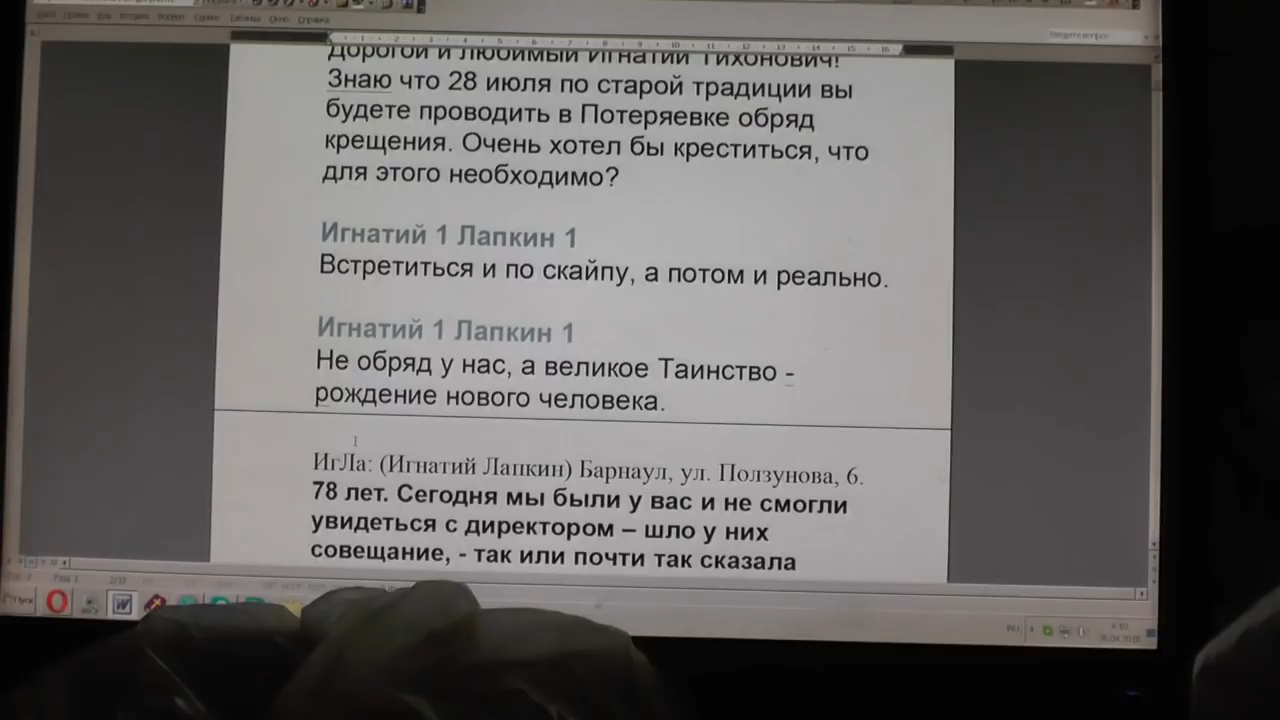 Введите вопрос
Дорогой и любимый Игнатий Тихонович!
Знаю что 28 июля по старой традиции вы
будете проводить в Потеряевке обряд
крещения. Очень хотел бы креститься, что
для этого необходимо?
Игнатий 1 Лапкин 1
Встретиться и по скайпу, а потом и реально.
Игнатий 1 Лапкин 1
Не обряд у нас, а великое Таинство -
рождение нового человека.
ИгЛа: (Игнатий Лапкин) Барнаул, ул. Ползунова, 6.
78 лет. Сегодня мы были у вас и не смогли
увидеться с директором – шло у них
совещание, - так или почти так сказала